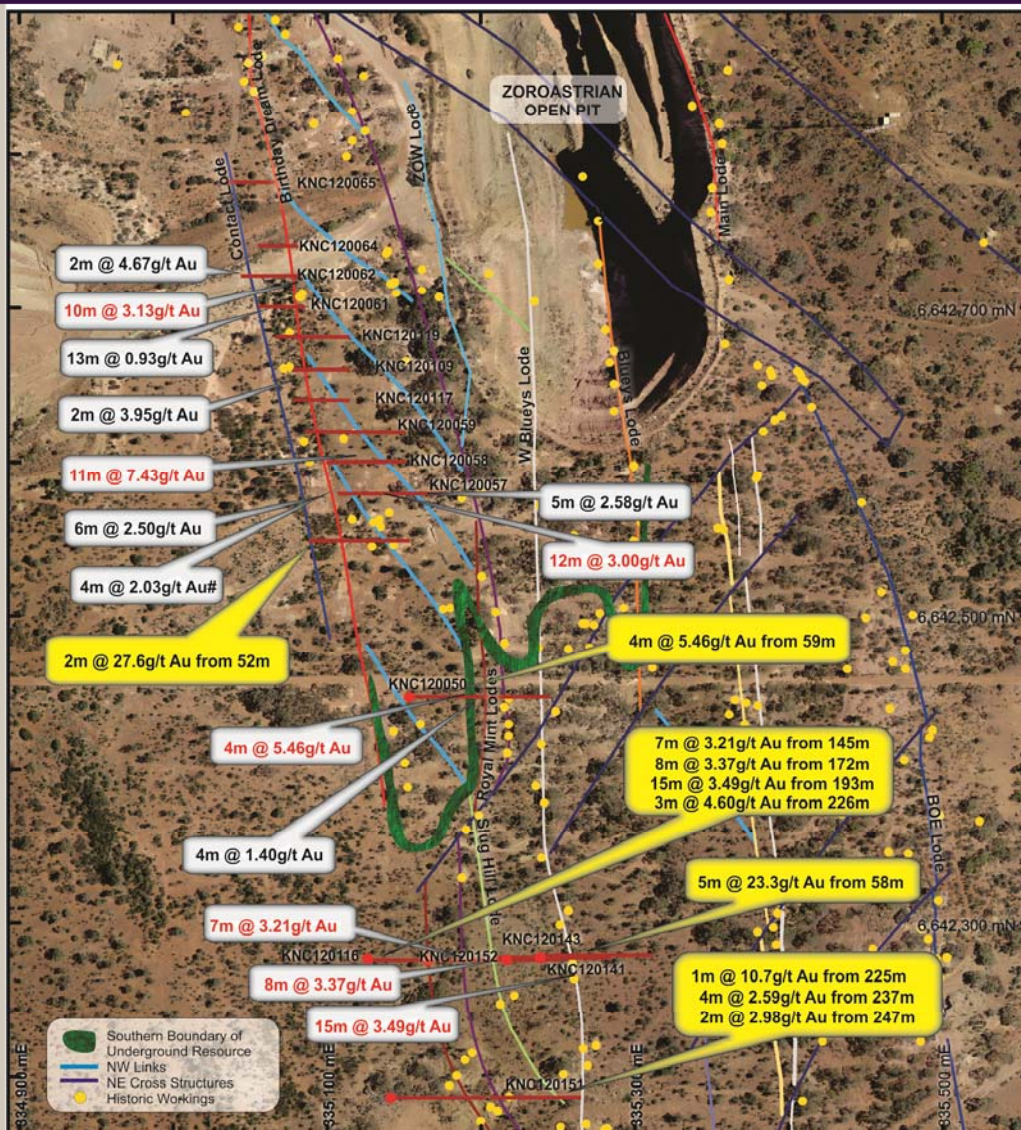 ZOROASTRIAN
OPEN PIT
Birthday Dream Lode
ZOW Lode
Contact Lode
Main Lode
W Blueys Lode
Blueys Lode
KNC120065
KNC120064
KNC120062
KNC120061
KNC120119
KNC120109
KNC120117
KNC120059
KNC120058
KNC120057
2m @ 4.67g/t Au
10m @ 3.13g/t Au
13m @ 0.93g/t Au
2m @ 3.95g/t Au
11m @ 7.43g/t Au
6m @ 2.50g/t Au
4m @ 2.03g/t Au#
2m @ 27.6g/t Au from 52m
5m @ 2.58g/t Au
12m @ 3.00g/t Au
6,642,700 mN
6,642,500 mN
4m @ 5.46g/t Au from 59m
KNC120050
4m @ 5.46g/t Au
Royal Mint Lodes
Slug Hill Lode
BOE Lode
7m @ 3.21g/t Au from 145m
8m @ 3.37g/t Au from 172m
15m @ 3.49g/t Au from 193m
3m @ 4.60g/t Au from 226m
4m @ 1.40g/t Au
5m @ 23.3g/t Au from 58m
7m @ 3.21g/t Au
6,642,300 mN
KNC120143
KNC120116
KNC120152
KNC120141
8m @ 3.37g/t Au
15m @ 3.49g/t Au
1m @ 10.7g/t Au from 225m
4m @ 2.59g/t Au from 237m
2m @ 2.98g/t Au from 247m
KNC120151
Southern Boundary of
Underground Resource
NW Links
NE Cross Structures
Historic Workings
834,900 mE
835,100 mE
835,300 mE
835,500 mE